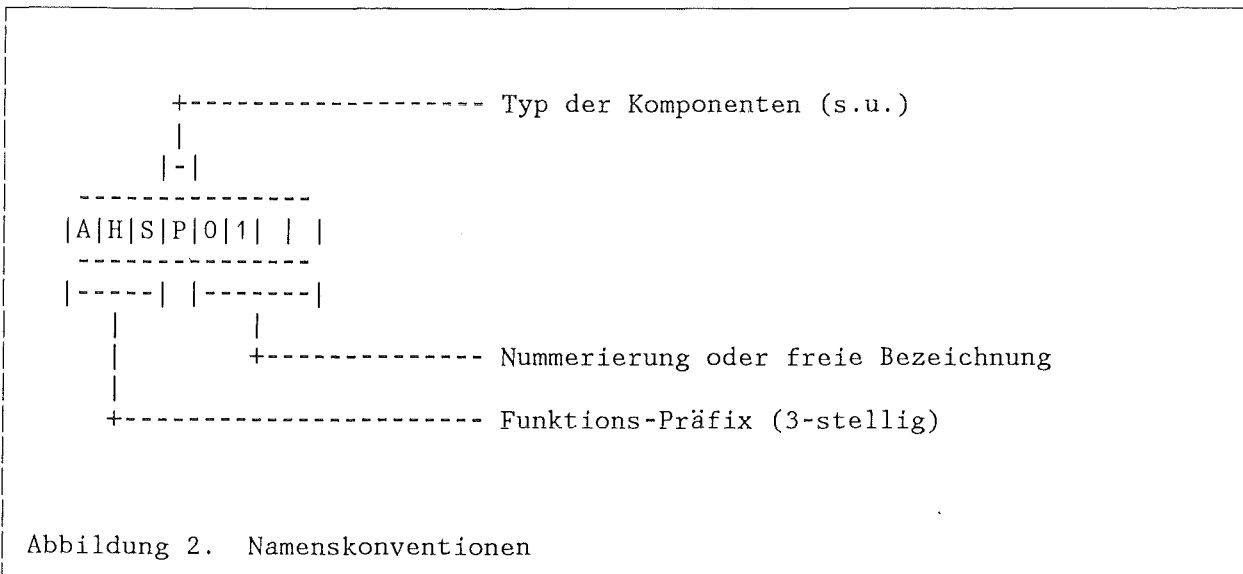 Typ der Komponenten (s.u.)
|-|
|A|H|S|P|0|1| | |
Nummerierung oder freie Bezeichnung
Funktions-Präfix (3-stellig)
Abbildung 2. Namenskonventionen